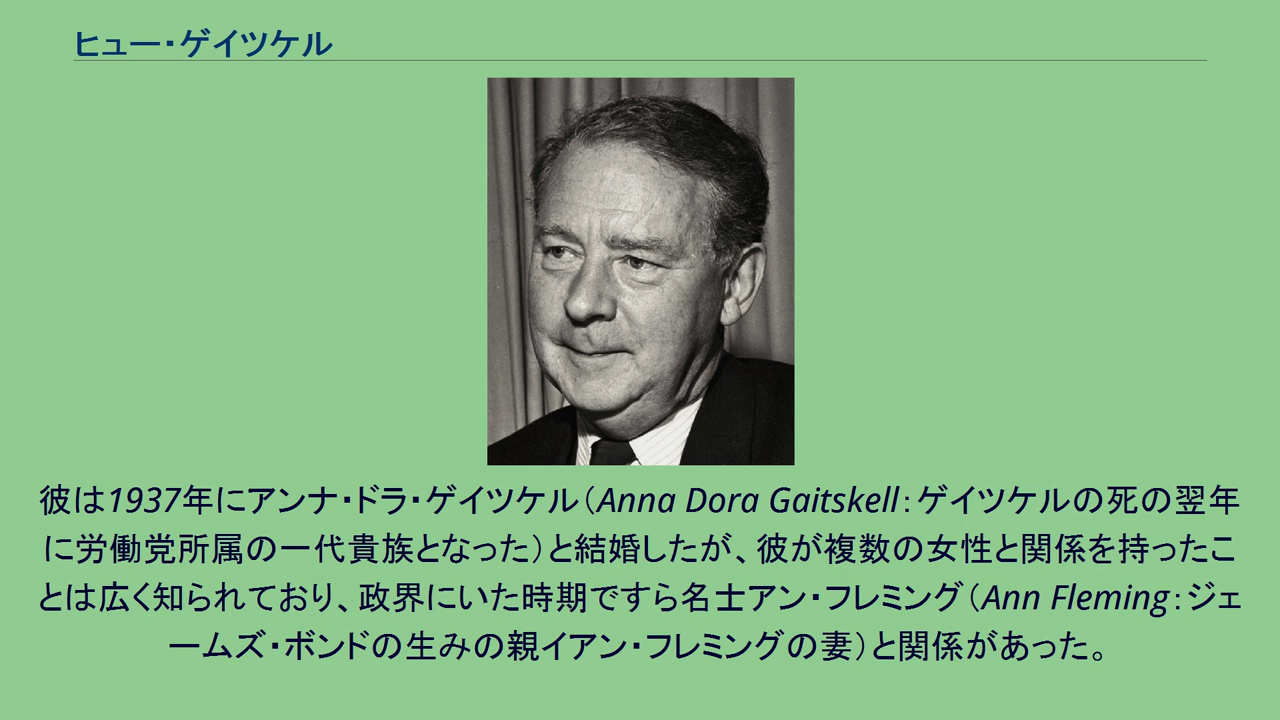 ヒュー・ゲイツケル
彼は1937年にアンナ・ドラ・ゲイツケル（Anna Dora Gaitskell：ゲイツケルの死の翌年
に労働党所属の一代貴族となった）と結婚したが、彼が複数の女性と関係を持ったこ
とは広く知られており、政界にいた時期ですら名士アン・フレミング（Ann Fleming：ジェ
ームズ・ボンドの生みの親イアン・フレミングの妻）と関係があった。